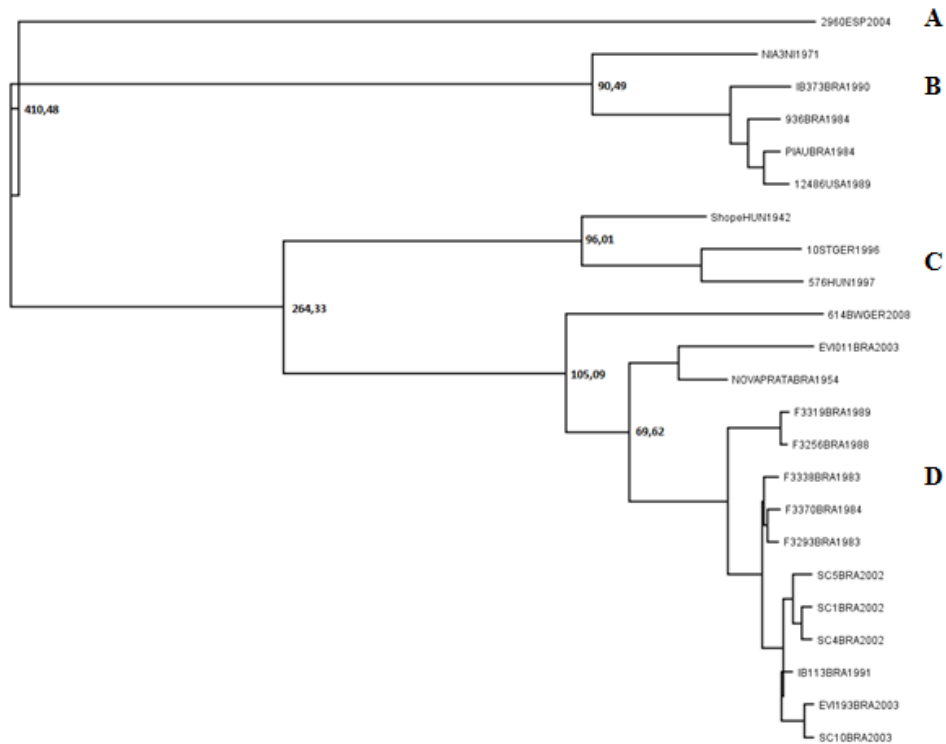 2960ESP2004 A
NIA3NI1971
IB373BRA1990 B
90,49
410,48
936BRA1984
PIAUBRA1984
12486USA1989
ShopeHUN1942
96,01
10STGER1996
C
576HUN1997
264,33
614BWGER2008
EVI011BRA2003
105,09
NOVAPRATABRA1954
F3319BRA1989
69,62
F3256BRA1988
F3338BRA1983 D
F3370BRA1984
F3293BRA1983
SC5BRA2002
SC1BRA2002
SC4BRA2002
IB113BRA1991
EVI193BRA2003
SC10BRA2003